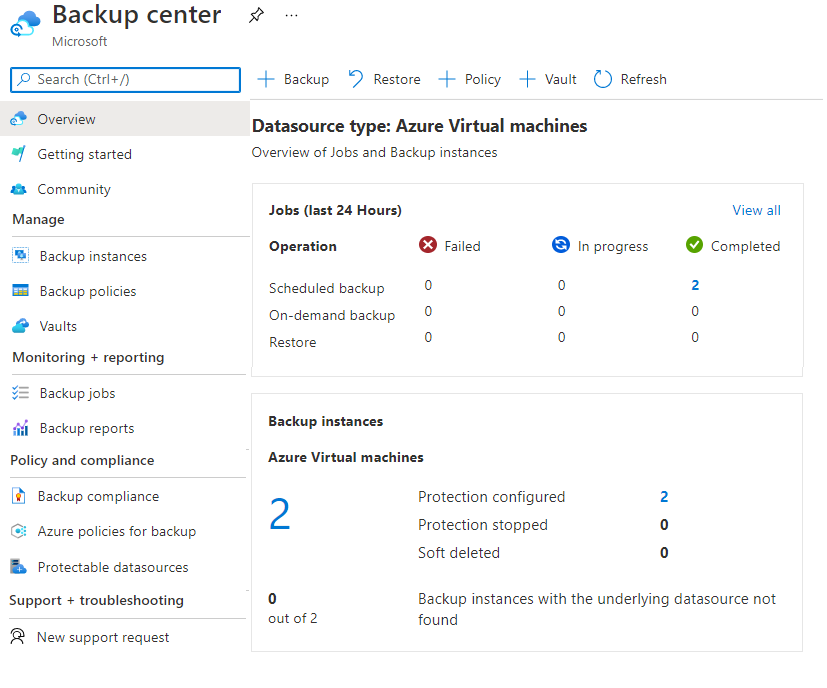 Backup center
Microsoft
Search (Ctrl+/)
Backup
Restore
Policy
Vault
Refresh
Overview
Getting started
Community
Manage
Backup instances
Backup policies
Vaults
Monitoring + reporting
Backup jobs
Backup reports
Policy and compliance
Backup compliance
Azure policies for backup
Protectable datasources
Support + troubleshooting
New support request
Datasource type: Azure Virtual machines
Overview of Jobs and Backup instances
Jobs (last 24 Hours) View all
Operation Failed In progress Completed
Scheduled backup 0 0 2
On-demand backup 0 0 0
Restore 0 0 0
Backup instances
Azure Virtual machines
2
Protection configured 2
Protection stopped 0
Soft deleted 0
0
out of 2
Backup instances with the underlying datasource not
found